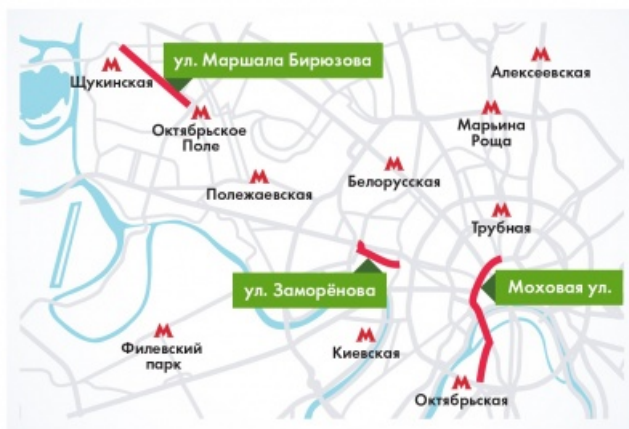 ул. Маршала Бирюзова
М
Щукинская
М
Алексеевская
М
Октябрьское
Поле
М
Марьина
Роща
М
Полежаевская
М
Белорусская
М
Трубная
ул. Заморёнова
Моховая ул.
М
Филевский
парк
М
Киевская
М
Октябрьская